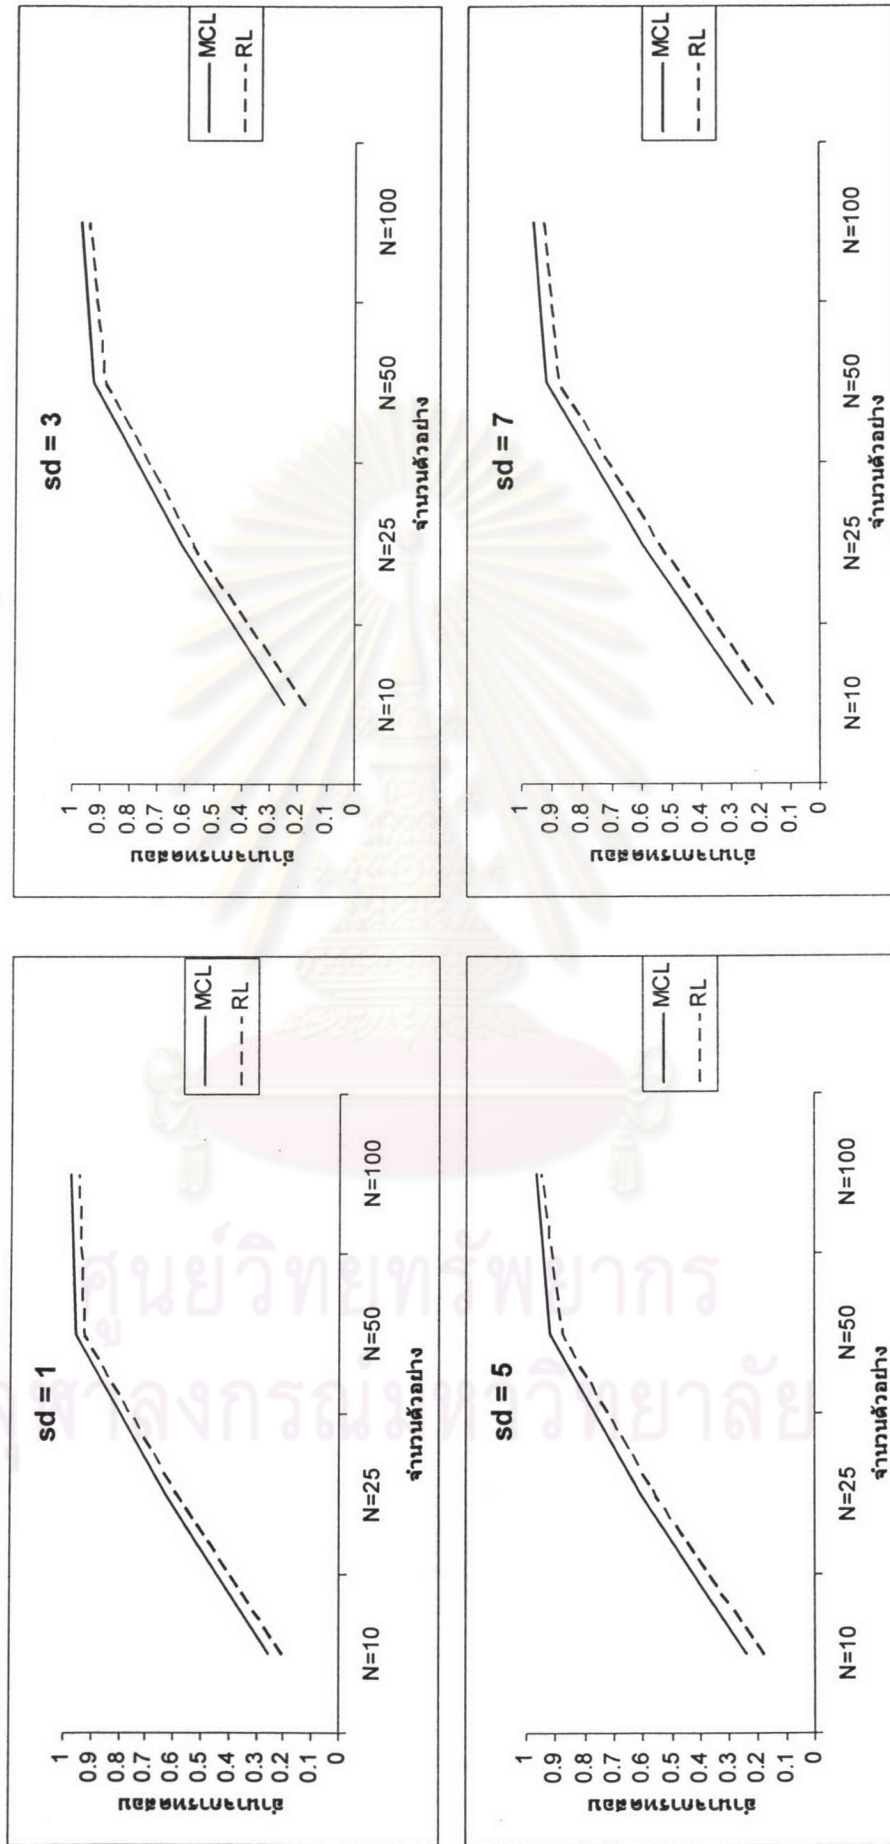 sd = 1
อำนาจการทดสอบ
1
0.9
0.8
0.7
0.6
0.5
0.4
0.3
0.2
0.1
0
N=10
N=25
N=50
N=100
จำนวนตัวอย่าง
MCL
RL
sd = 3
อำนาจการทดสอบ
1
0.9
0.8
0.7
0.6
0.5
0.4
0.3
0.2
0.1
0
N=10
N=25
N=50
N=100
จำนวนตัวอย่าง
MCL
RL
sd = 5
อำนาจการทดสอบ
1
0.9
0.8
0.7
0.6
0.5
0.4
0.3
0.2
0.1
0
N=10
N=25
N=50
N=100
จำนวนตัวอย่าง
MCL
RL
sd = 7
อำนาจการทดสอบ
1
0.9
0.8
0.7
0.6
0.5
0.4
0.3
0.2
0.1
0
N=10
N=25
N=50
N=100
จำนวนตัวอย่าง
MCL
RL
ศูนย์วิทยทรัพยากร
จุฬาลงกรณ์มหาวิทยาลัย